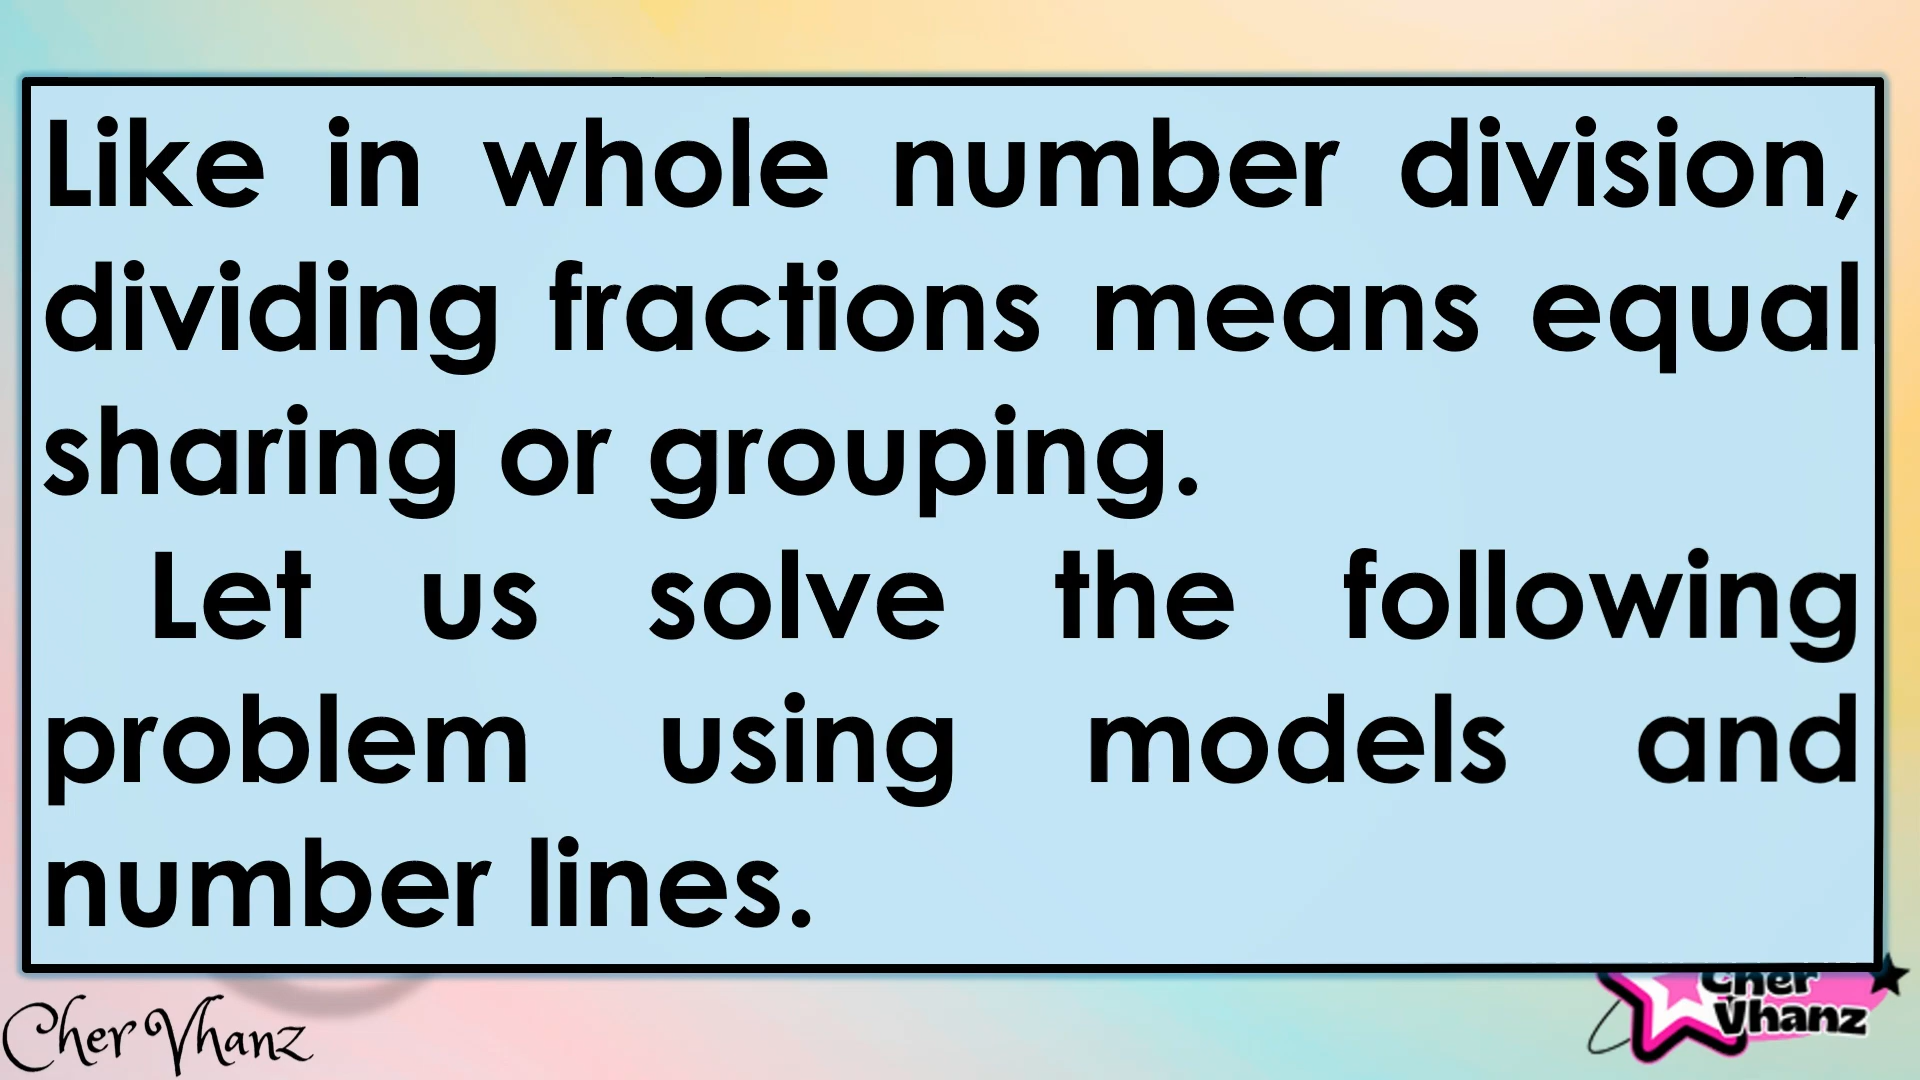 Like in whole number division,
dividing fractions means equal
sharing or grouping.
Let us solve the following
problem using models and
number lines.
Cher Vhanz
Cher
Vhanz